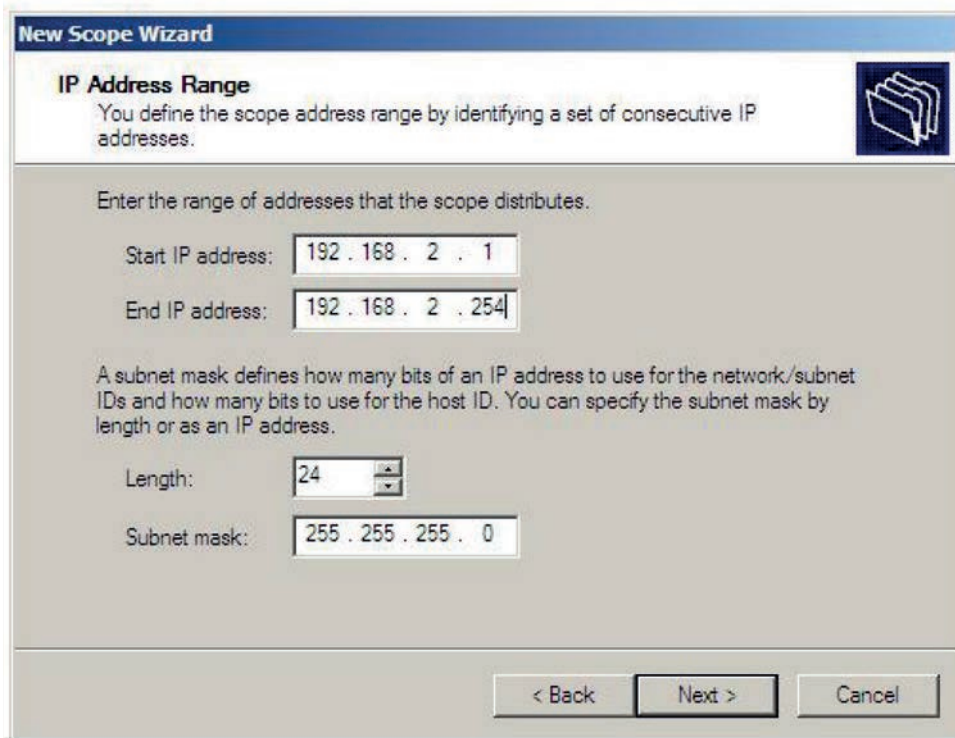 New Scope Wizard
IP Address Range
You define the scope address range by identifying a set of consecutive IP
addresses.
Enter the range of addresses that the scope distributes.
Start IP address: 192 . 168 . 2 . 1
End IP address: 192 . 168 . 2 . 254
A subnet mask defines how many bits of an IP address to use for the network/subnet
IDs and how many bits to use for the host ID. You can specify the subnet mask by
length or as an IP address.
Length: 24
Subnet mask: 255 . 255 . 255 . 0
< Back Next > Cancel